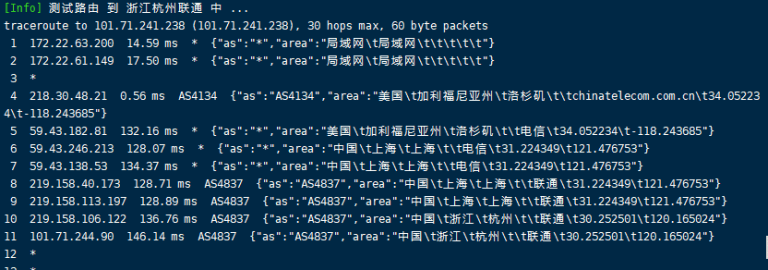 [Info] 测试路由 到 浙江杭州联通 中 ...
traceroute to 101.71.241.238 (101.71.241.238), 30 hops max, 60 byte packets
1 172.22.63.200 14.59 ms * {"as":"*","area":"局域网\t局域网\t\t\t\t\t"}
2 172.22.61.149 17.50 ms * {"as":"*","area":"局域网\t局域网\t\t\t\t\t"}
3 *
4 218.30.48.21 0.56 ms AS4134 {"as":"AS4134","area":"美国\t加利福尼亚州\t洛杉矶\t\tchinatelecom.com.cn\t34.05223
4\t-118.243685"}
5 59.43.182.81 132.16 ms * {"as":"*","area":"美国\t加利福尼亚州\t洛杉矶\t\t电信\t34.052234\t-118.243685"}
6 59.43.246.213 128.07 ms * {"as":"*","area":"中国\t上海\t上海\t\t电信\t31.224349\t121.476753"}
7 59.43.138.53 134.37 ms * {"as":"*","area":"中国\t上海\t上海\t\t电信\t31.224349\t121.476753"}
8 219.158.40.173 128.71 ms AS4837 {"as":"AS4837","area":"中国\t上海\t上海\t\t联通\t31.224349\t121.476753"}
9 219.158.113.197 128.89 ms AS4837 {"as":"AS4837","area":"中国\t上海\t上海\t\t联通\t31.224349\t121.476753"}
10 219.158.106.122 136.76 ms AS4837 {"as":"AS4837","area":"中国\t浙江\t杭州\t\t联通\t30.252501\t120.165024"}
11 101.71.244.90 146.14 ms AS4837 {"as":"AS4837","area":"中国\t浙江\t杭州\t\t联通\t30.252501\t120.165024"}
12 *